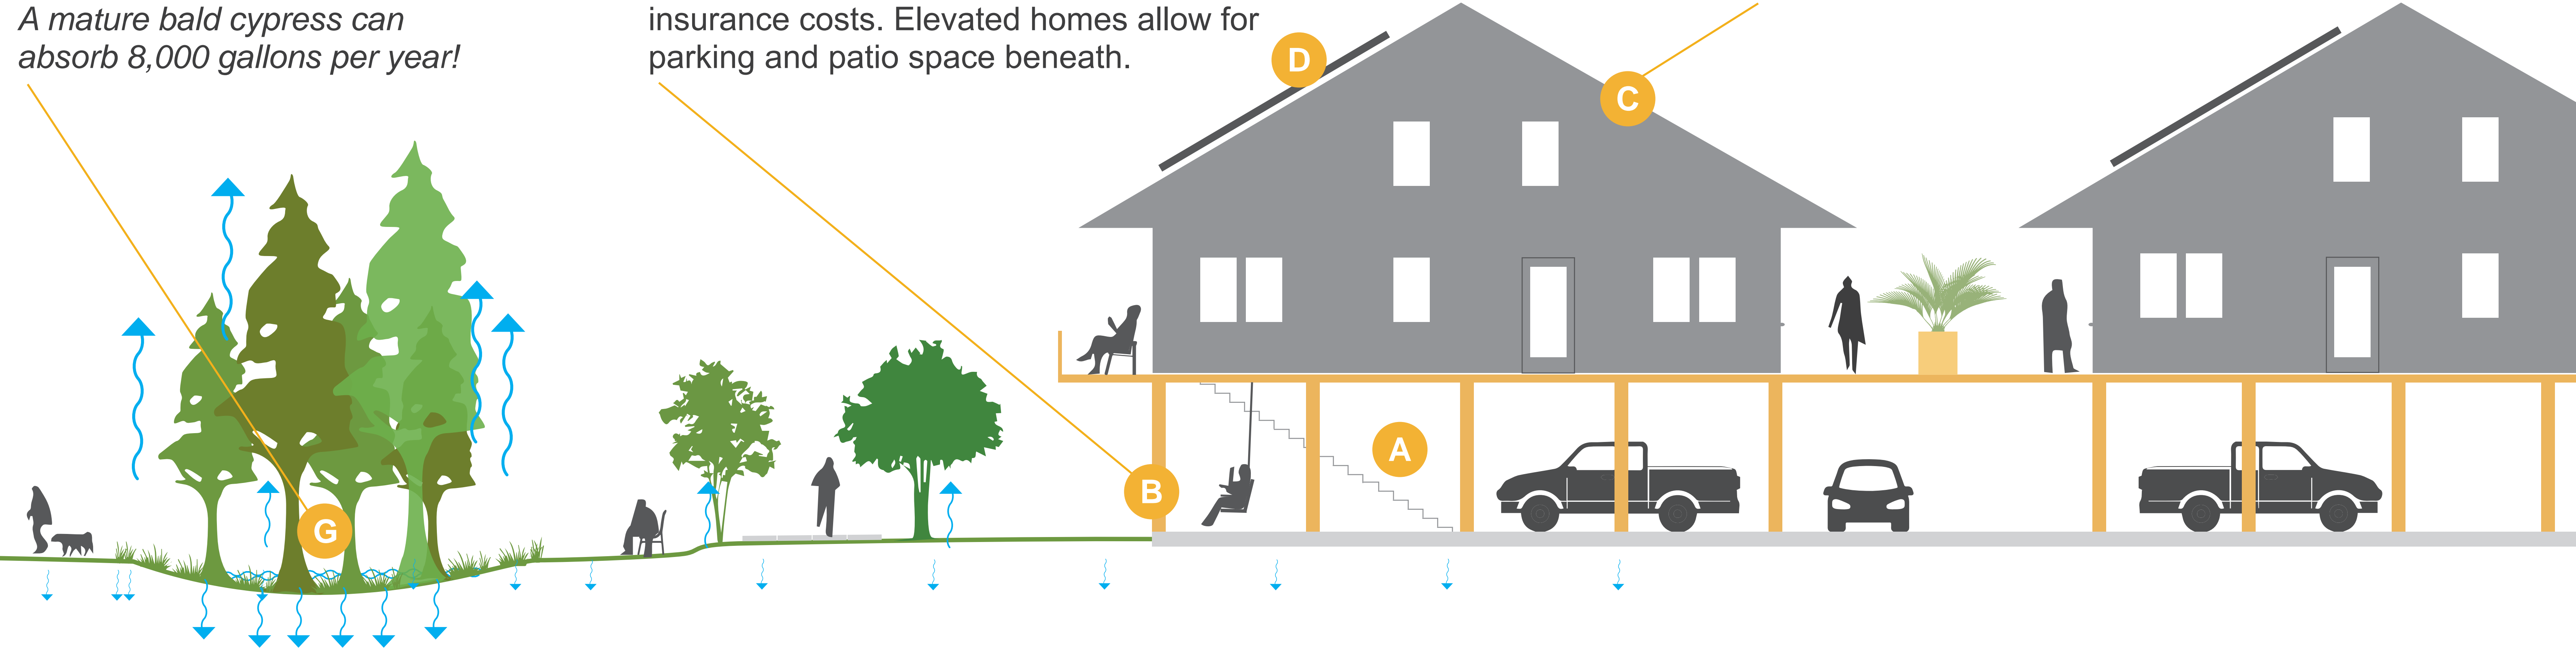 A mature bald cypress can
absorb 8,000 gallons per year!
insurance costs. Elevated homes allow for
parking and patio space beneath.
D
C
A
B
G